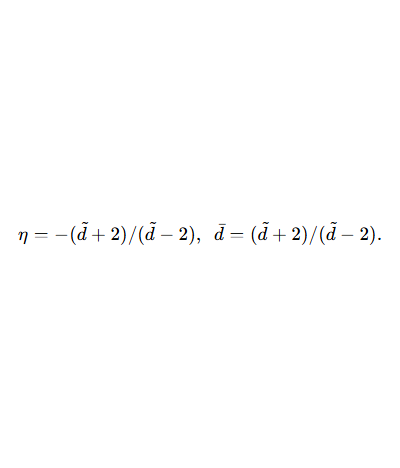 η = −(d̃ + 2)/(d̃ − 2),  d̄ = (d̃ + 2)/(d̃ − 2).